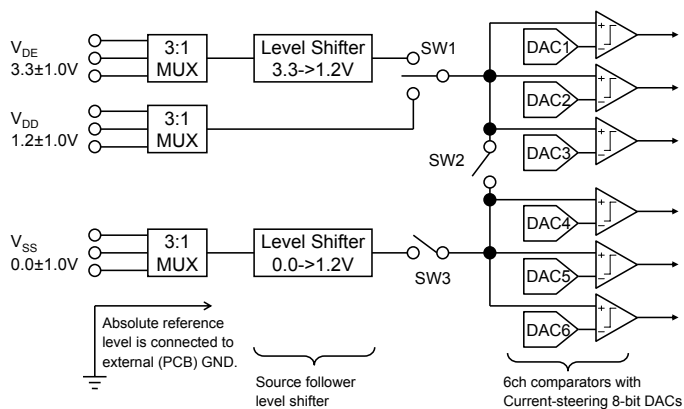 V_DE
3.3±1.0V
3:1
MUX
Level Shifter
3.3->1.2V
SW1
V_DD
1.2±1.0V
3:1
MUX
SW2
V_SS
0.0±1.0V
3:1
MUX
Level Shifter
0.0->1.2V
SW3
DAC1
+
−
DAC2
+
−
DAC3
+
−
DAC4
+
−
DAC5
+
−
DAC6
+
−
Absolute reference
level is connected to
external (PCB) GND.
Source follower
level shifter
6ch comparators with
Current-steering 8-bit DACs